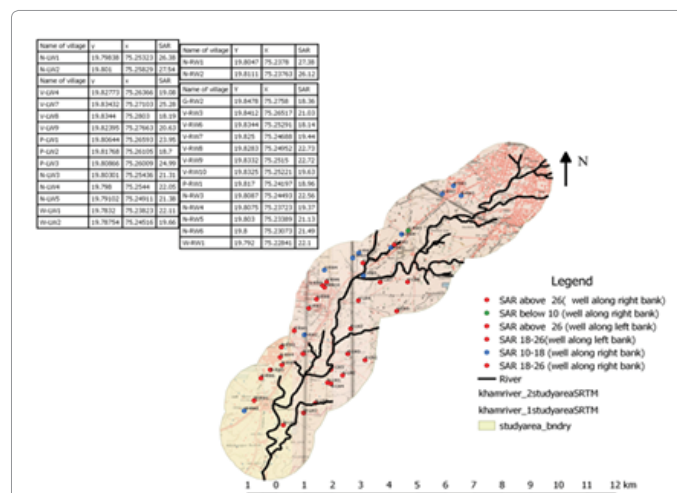 Name of village y x SAR
N-LW1 19.79838 75.25323 26.38
N-LW2 19.801 75.25829 27.54
Name of village y x SAR
V-LW4 19.82773 75.26366 19.08
V-LW7 19.83432 75.27103 25.28
V-LW8 19.8344 75.2803 18.19
V-LW9 19.82395 75.27663 20.63
P-LW1 19.80644 75.26593 23.95
P-LW2 19.81768 75.26105 18.7
P-LW3 19.80866 75.26009 24.99
N-LW3 19.80301 75.25436 21.31
N-LW4 19.798 75.2544 22.05
N-LW5 19.79102 75.24911 21.38
W-LW1 19.7832 75.23823 22.11
W-LW2 19.78754 75.24516 19.66
Name of village Y X SAR
N-RW1 19.8047 75.2378 27.38
N-RW2 19.8111 75.23763 26.12
Name of village Y X SAR
G-RW2 19.8478 75.2758 18.36
V-RW3 19.8412 75.26517 21.03
V-RW6 19.8344 75.25291 18.14
V-RW7 19.825 75.24688 19.44
V-RW8 19.8283 75.24952 22.73
V-RW9 19.8332 75.2515 22.72
V-RW10 19.8325 75.25221 19.63
P-RW1 19.817 75.24197 18.96
N-RW3 19.8087 75.24493 22.56
N-RW4 19.8075 75.23723 19.37
N-RW5 19.803 75.23389 21.13
N-RW6 19.8 75.23073 21.49
W-RW1 19.792 75.22841 22.1
N
Legend
SAR above 26( well along right bank)
SAR below 10 (well along right bank)
SAR above 26 (well along left bank)
SAR 18-26(well along left bank)
SAR 10-18 (well along right bank)
SAR 18-26 (well along right bank)
River
khamriver_2studyareaSRTM
khamriver_1studyareaSRTM
studyarea_bndry
1 0 1 2 3 4 5 6 7 8 9 10 11 12 km